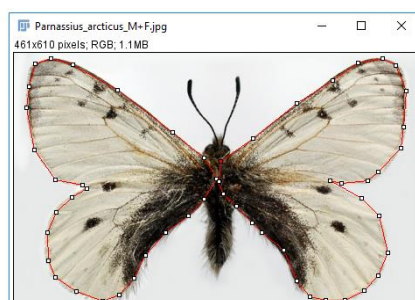 Parnassius_arcticus_M+F.jpg
461x610 pixels; RGB; 1.1MB